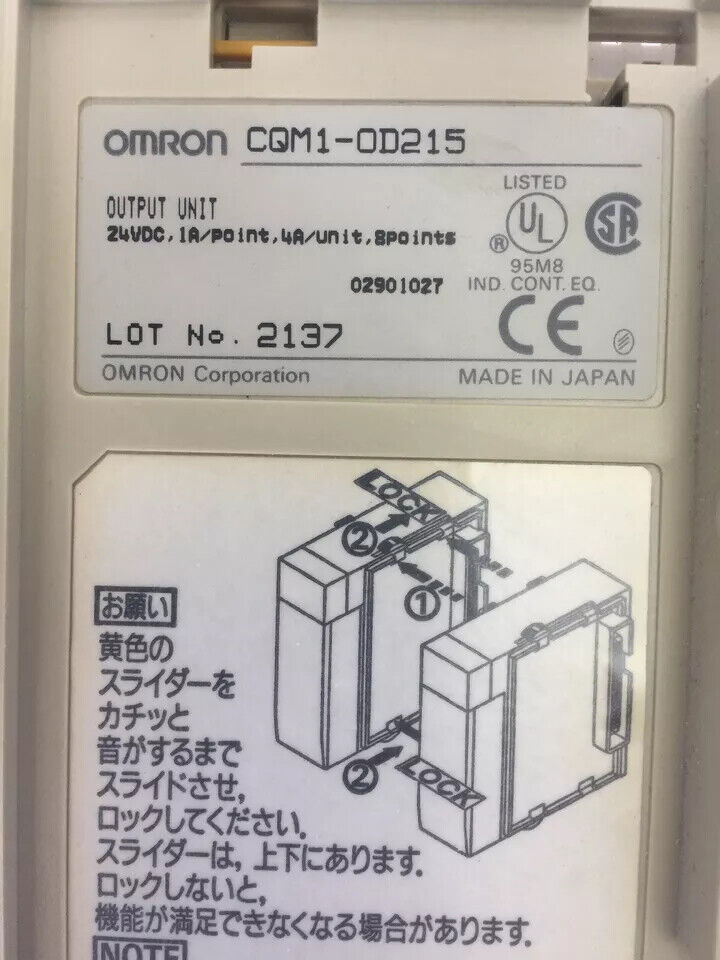 OMRON CQM1-OD215
OUTPUT UNIT
24VDC, 1A/point, 4A/unit, 8points
02901027
LISTED
UL
®
95M8
IND. CONT. EQ.
SA
CE
LOT No. 2137
OMRON Corporation MADE IN JAPAN
LOCK
②
①
②
LOCK
お願い
黄色の
スライダーを
カチッと
音がするまで
スライドさせ,
ロックしてください.
スライダーは, 上下にあります.
ロックしないと,
機能が満足できなくなる場合があります.
NOTE